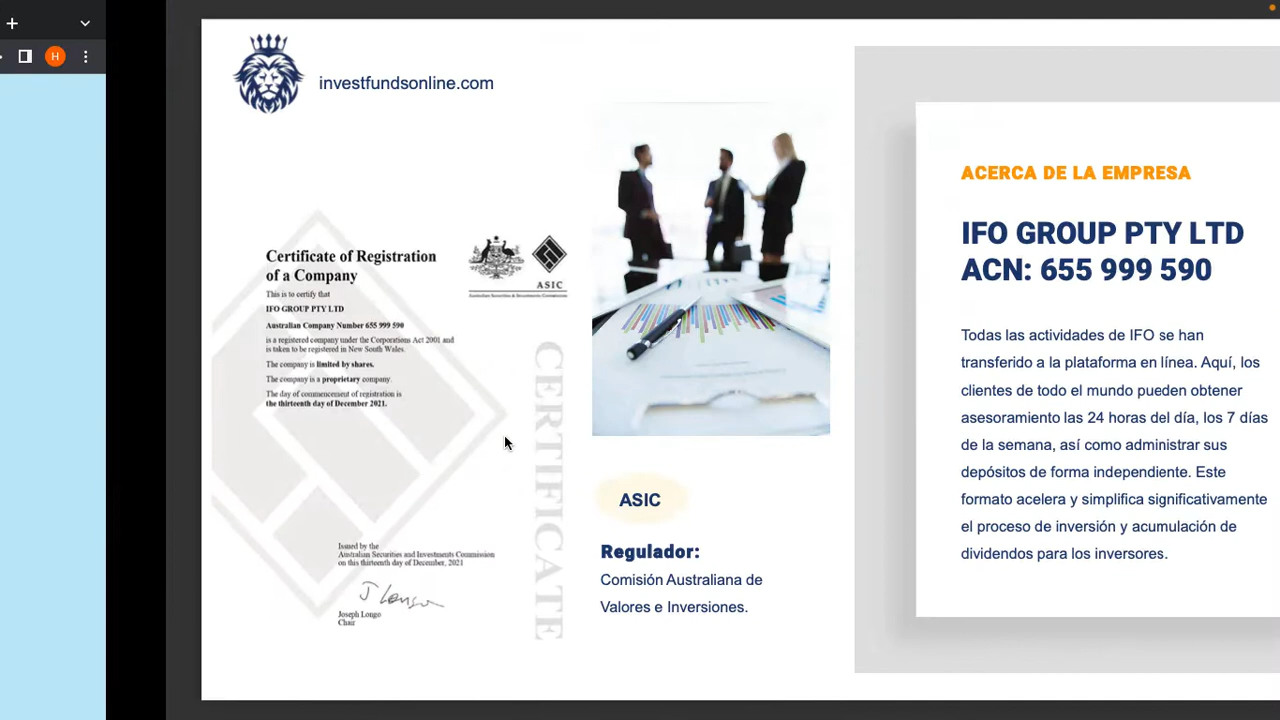 H
investfundsonline.com
Certificate of Registration
of a Company
This is to certify that
IFO GROUP PTY LTD
Australian Company Number 655 999 590
is a registered company under the Corporations Act 2001 and
is taken to be registered in New South Wales.
The company is limited by shares.
The company is a proprietary company.
The day of commencement of registration is
the thirteenth day of December 2021.
ASIC
Australian Securities & Investments Commission
CERTIFICATE
Issued by the
Australian Securities and Investments Commission
on this thirteenth day of December, 2021
J Longo
Joseph Longo
Chair
ASIC
Regulador:
Comisión Australiana de
Valores e Inversiones.
ACERCA DE LA EMPRESA
IFO GROUP PTY LTD
ACN: 655 999 590
Todas las actividades de IFO se han
transferido a la plataforma en línea. Aquí, los
clientes de todo el mundo pueden obtener
asesoramiento las 24 horas del día, los 7 días
de la semana, así como administrar sus
depósitos de forma independiente. Este
formato acelera y simplifica significativamente
el proceso de inversión y acumulación de
dividendos para los inversores.